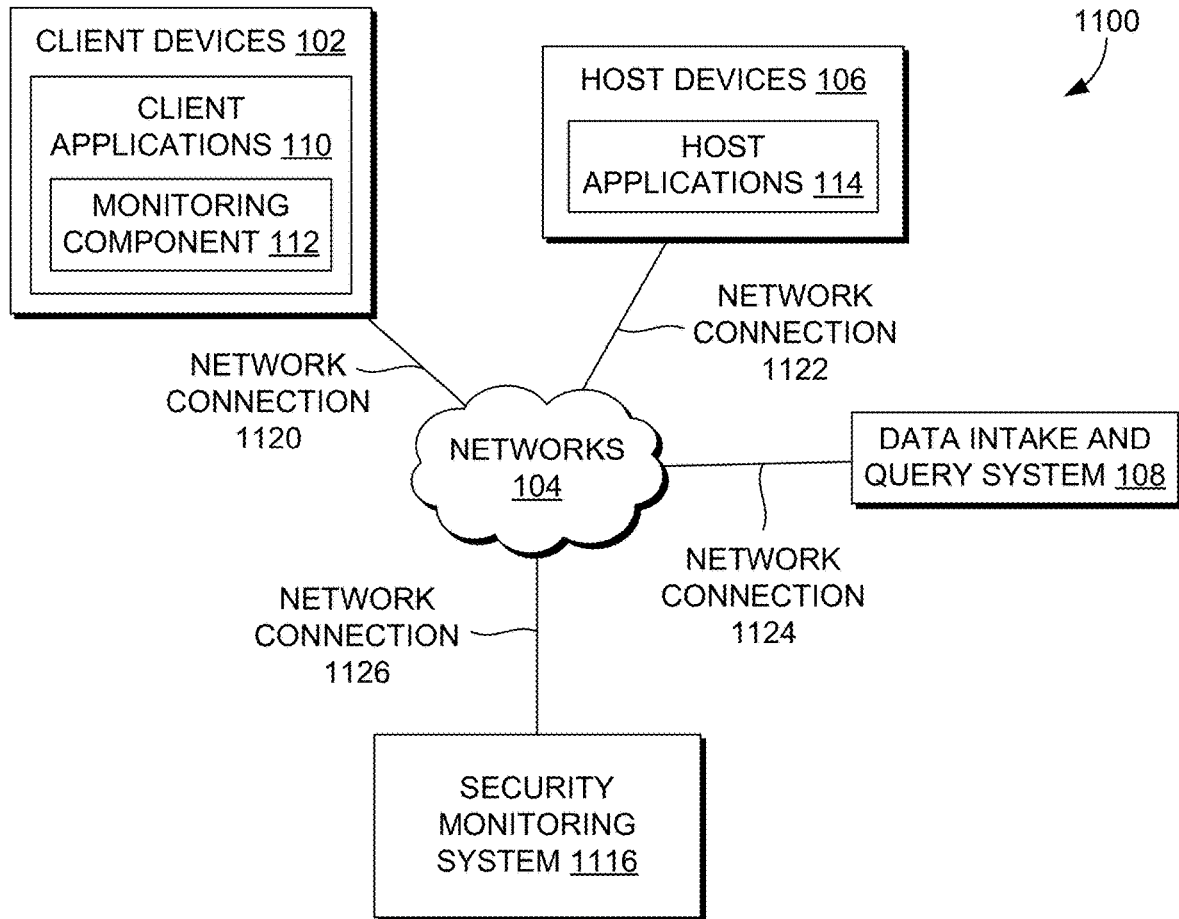 1100
CLIENT DEVICES 102
CLIENT
APPLICATIONS 110
MONITORING
COMPONENT 112
HOST DEVICES 106
HOST
APPLICATIONS 114
NETWORK
CONNECTION
1120
NETWORK
CONNECTION
1122
NETWORKS
104
DATA INTAKE AND
QUERY SYSTEM 108
NETWORK
CONNECTION
1124
NETWORK
CONNECTION
1126
SECURITY
MONITORING
SYSTEM 1116